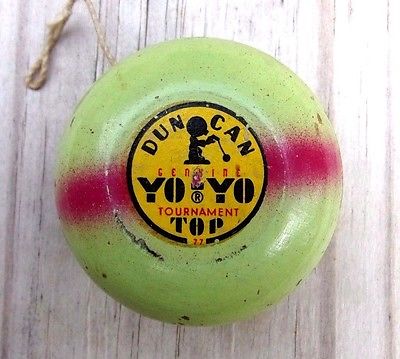 DUNCAN
GENUINE
YO-YO
®
TOURNAMENT
TOP
77